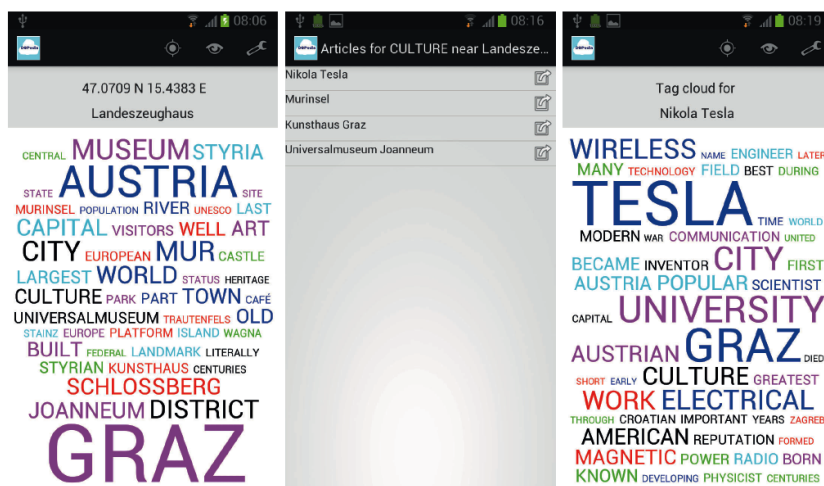 08:06
DBPedia
47.0709 N 15.4383 E
Landeszeughaus
CENTRAL MUSEUM STYRIA
STATE AUSTRIA SITE
MURINSEL POPULATION RIVER UNESCO LAST
CAPITAL VISITORS WELL ART
CITY EUROPEAN MUR CASTLE
LARGEST WORLD STATUS HERITAGE
CULTURE PARK PART TOWN CAFÉ
UNIVERSALMUSEUM TRAUTENFELS OLD
STAINZ EUROPE PLATFORM ISLAND WAGNA
BUILT FEDERAL LANDMARK LITERALLY
STYRIAN KUNSTHAUS CENTURIES
SCHLOSSBERG
JOANNEUM DISTRICT
GRAZ
08:16
DBPedia
Articles for CULTURE near Landesze...
Nikola Tesla
Murinsel
Kunsthaus Graz
Universalmuseum Joanneum
08:19
DBPedia
Tag cloud for
Nikola Tesla
WIRELESS NAME ENGINEER LATER
MANY TECHNOLOGY FIELD BEST DURING
TESLA TIME WORLD
MODERN WAR COMMUNICATION UNITED
BECAME INVENTOR CITY FIRST
AUSTRIA POPULAR SCIENTIST
CAPITAL UNIVERSITY
AUSTRIAN GRAZ DIED
SHORT EARLY CULTURE GREATEST
WORK ELECTRICAL
THROUGH CROATIAN IMPORTANT YEARS ZAGREB
AMERICAN REPUTATION FORMED
MAGNETIC POWER RADIO BORN
KNOWN DEVELOPING PHYSICIST CENTURIES